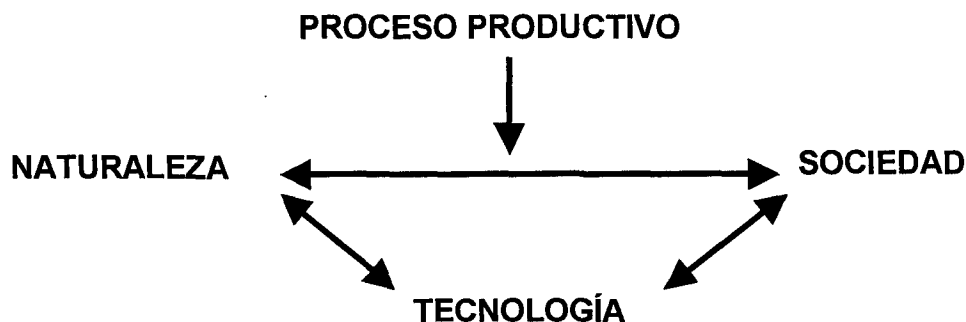 PROCESO PRODUCTIVO
NATURALEZA
SOCIEDAD
TECNOLOGÍA